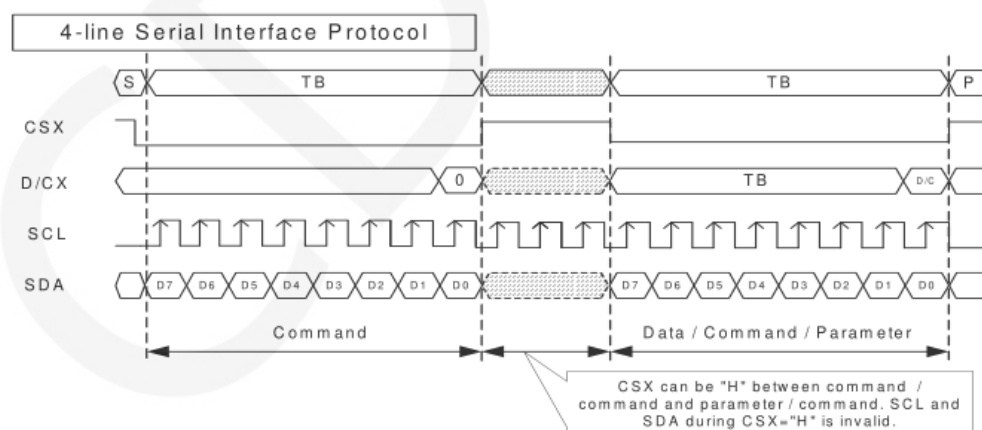 4-line Serial Interface Protocol
S TB TB P
CSX
D/CX 0 TB D/C
SCL
SDA D7 D6 D5 D4 D3 D2 D1 D0 D7 D6 D5 D4 D3 D2 D1 D0
Command Data / Command / Parameter
CSX can be "H" between command /
command and parameter / command. SCL and
SDA during CSX="H" is invalid.